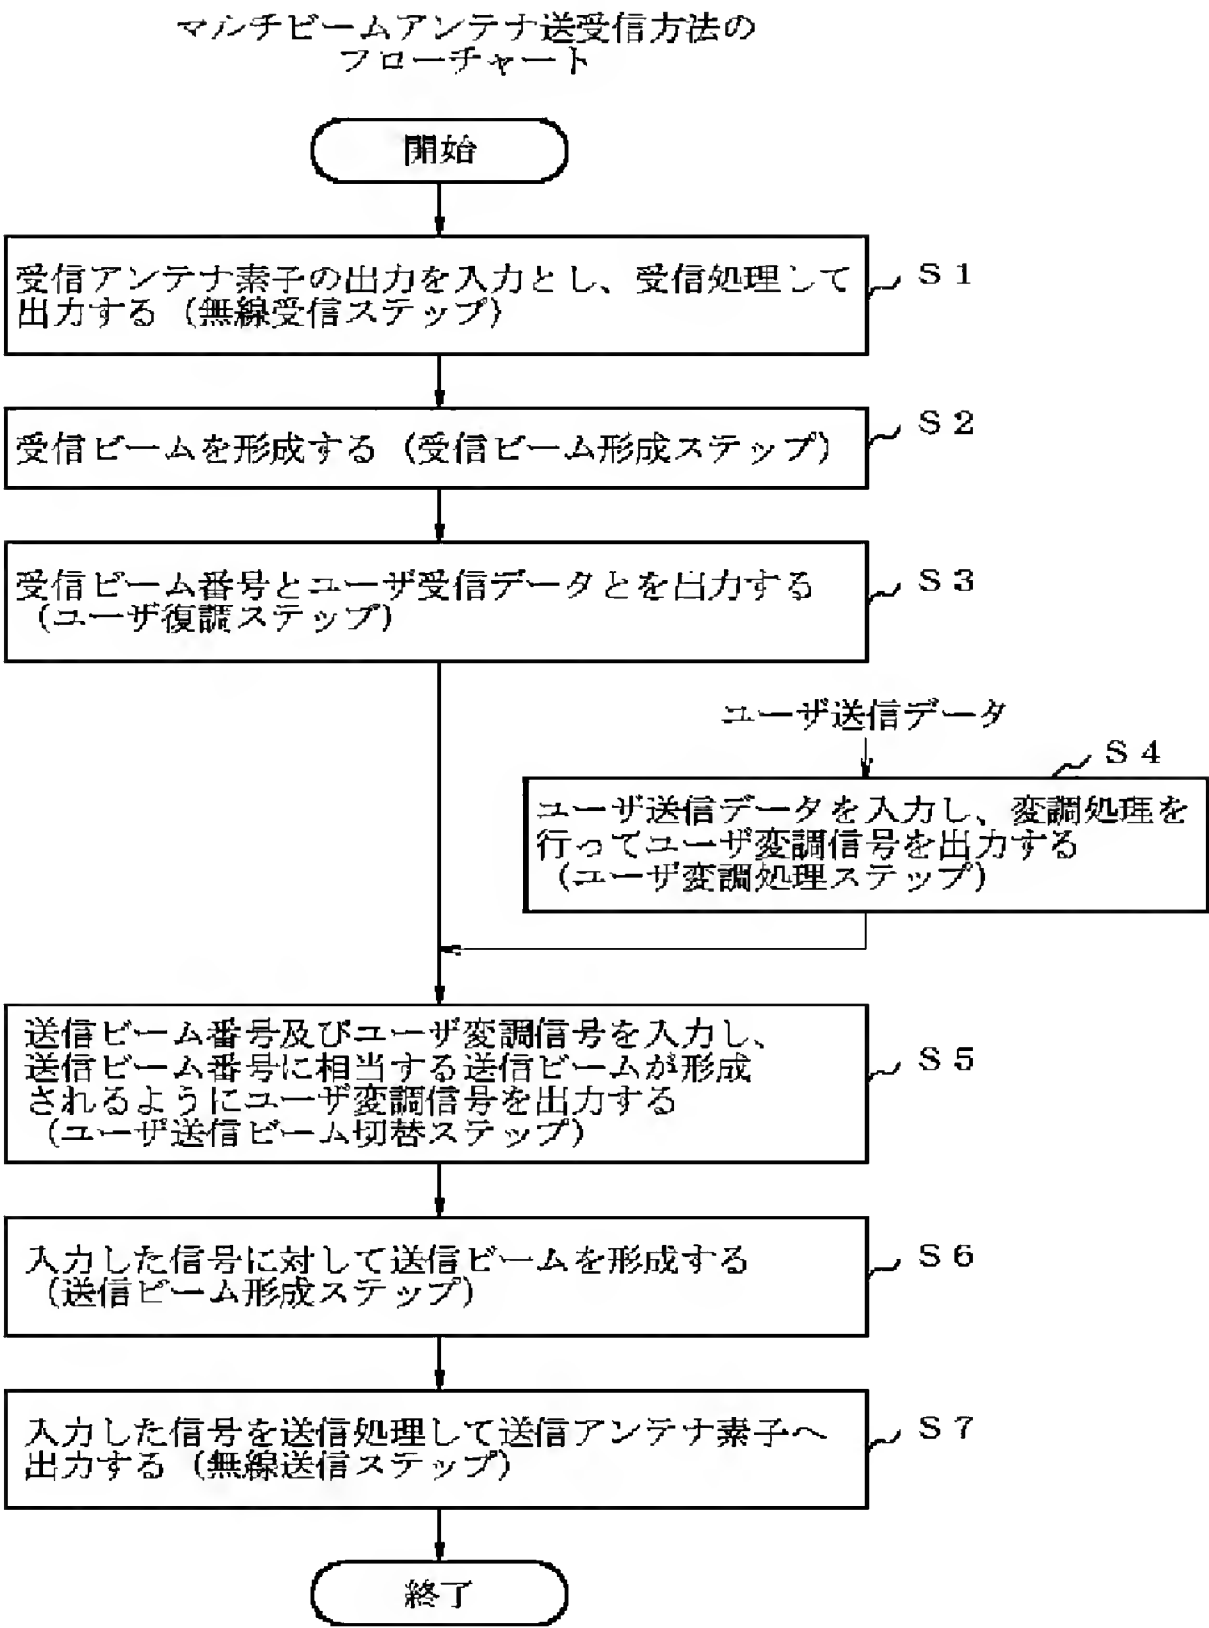 マルチビームアンテナ送受信方法の
フローチャート
開始
受信アンテナ素子の出力を入力とし、受信処理して
出力する（無線受信ステップ）
S1
受信ビームを形成する（受信ビーム形成ステップ）
S2
受信ビーム番号とユーザ受信データとを出力する
（ユーザ復調ステップ）
S3
ユーザ送信データ
S4
ユーザ送信データを入力し、変調処理を
行ってユーザ変調信号を出力する
（ユーザ変調処理ステップ）
送信ビーム番号及びユーザ変調信号を入力し、
送信ビーム番号に相当する送信ビームが形成
されるようにユーザ変調信号を出力する
（ユーザ送信ビーム切替ステップ）
S5
入力した信号に対して送信ビームを形成する
（送信ビーム形成ステップ）
S6
入力した信号を送信処理して送信アンテナ素子へ
出力する（無線送信ステップ）
S7
終了